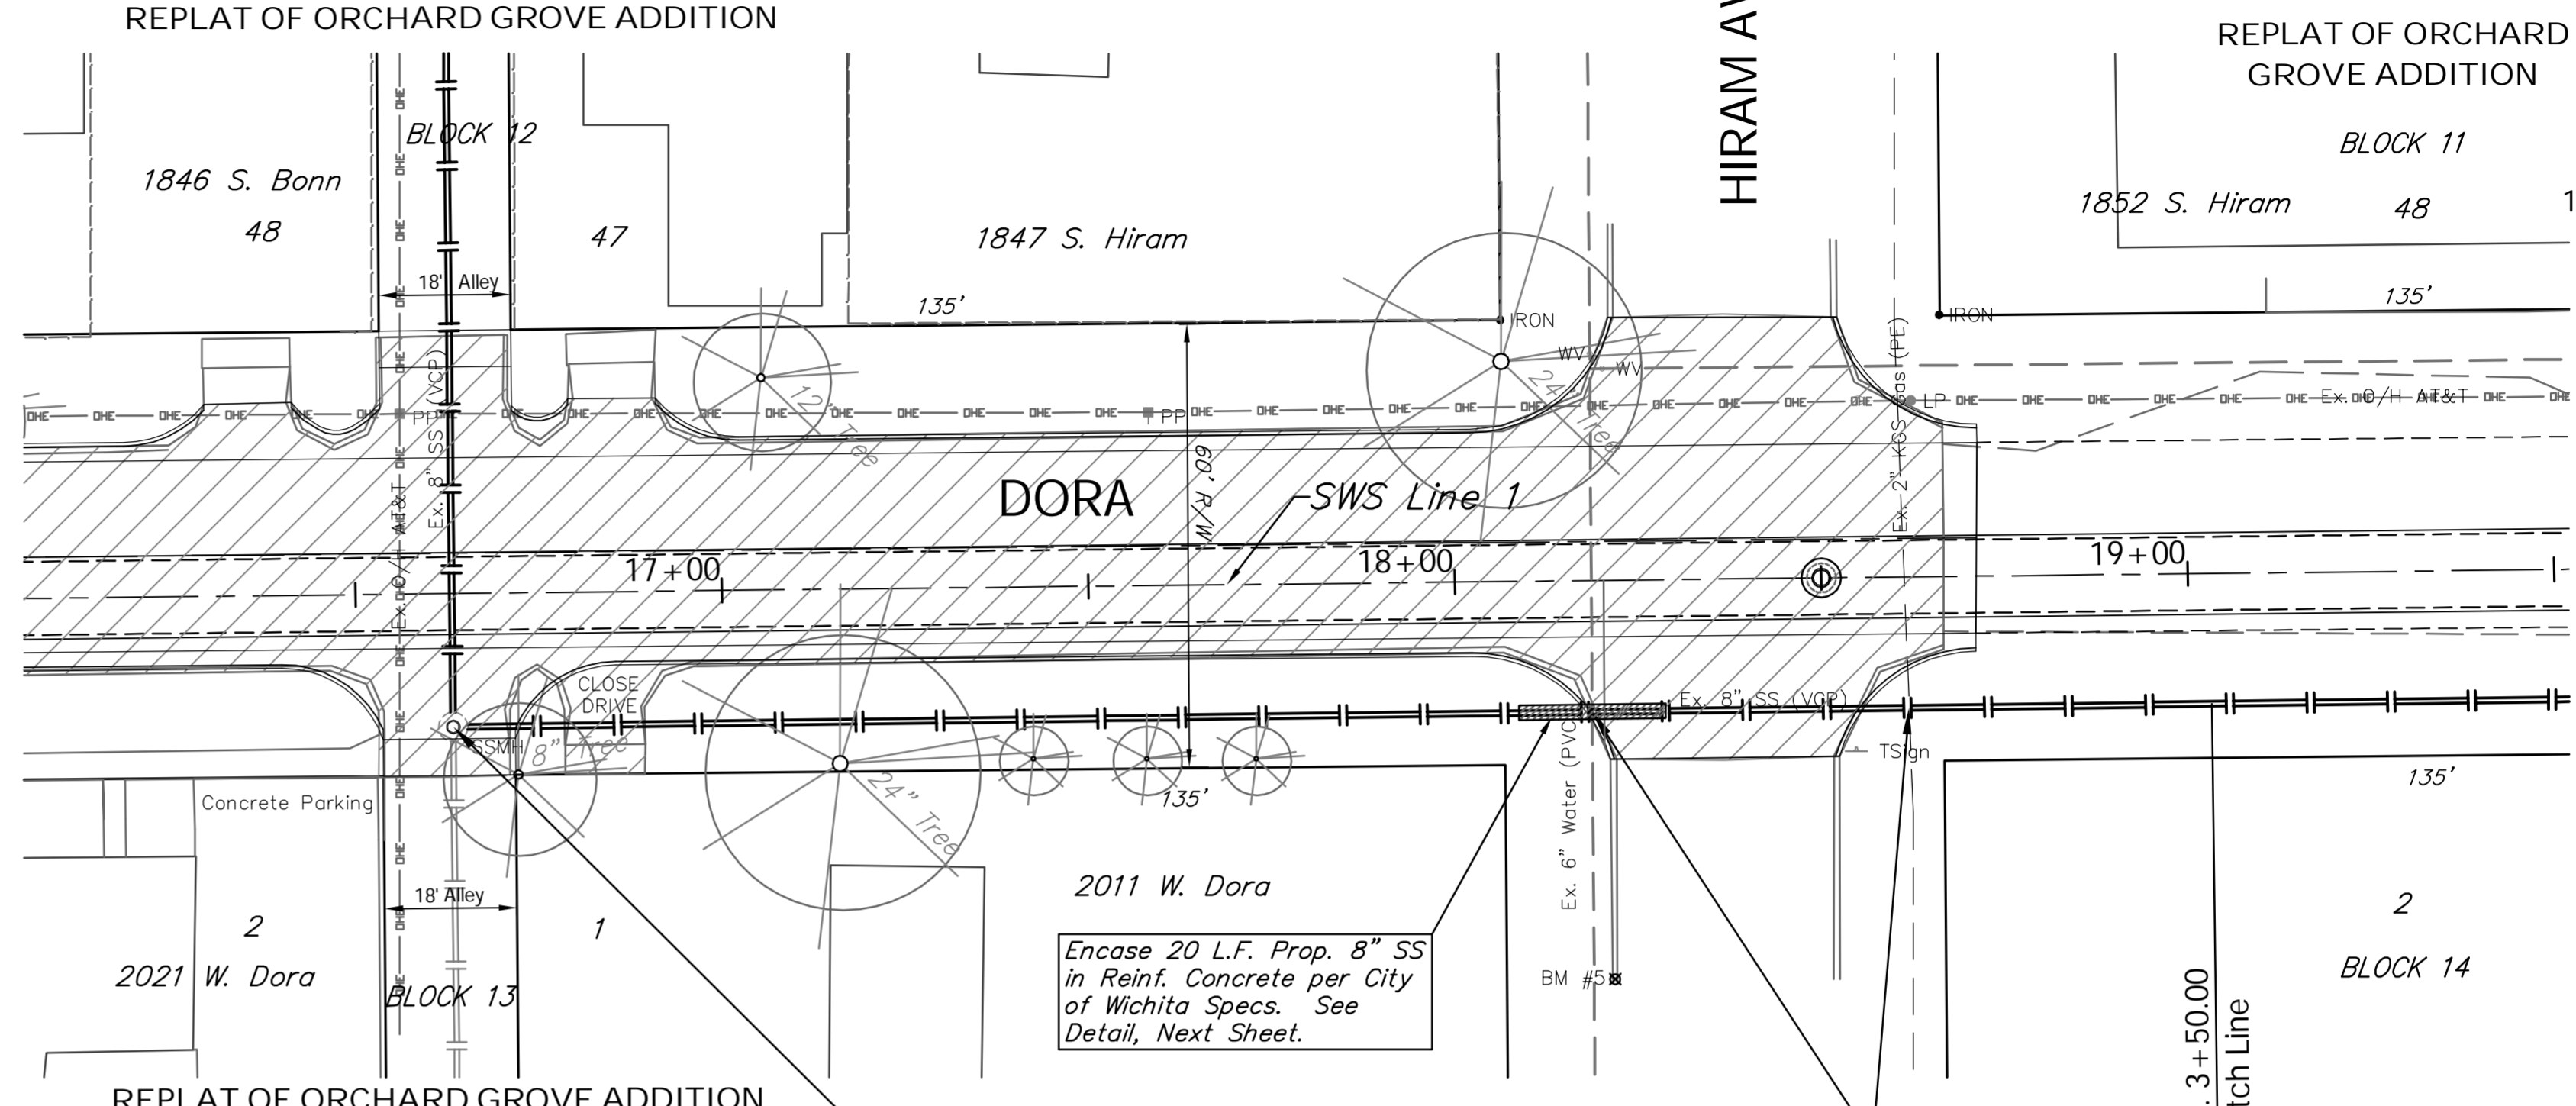 REPLAT OF ORCHARD GROVE ADDITION
HIRAM
REPLAT OF ORCHARD
GROVE ADDITION
BLOCK 12
BLOCK 11
1846 S. Bonn
48
47
1847 S. Hiram
1852 S. Hiram
48
1
18' Alley
135'
135'
IRON
IRON
WV
WV
12" Tree
24" Tree
PP
PP
LP
OHE
Ex. O/H AT&T
Ex. 8" SS (VCP)
Ex. O/H AT&T
Ex. 2" KGS Gas (PE)
60' R/W
DORA
SWS Line 1
17+00
18+00
19+00
CLOSE
DRIVE
SSMH
8" Tree
24" Tree
Ex. 8" SS (VCP)
TSign
135'
135'
Concrete Parking
Ex. 6" Water (PVC)
18' Alley
2
2021 W. Dora
BLOCK 13
1
2011 W. Dora
Encase 20 L.F. Prop. 8" SS
in Reinf. Concrete per City
of Wichita Specs. See
Detail, Next Sheet.
BM #5
2
BLOCK 14
. 3+50.00
tch Line
REPLAT OF ORCHARD GROVE ADDITION